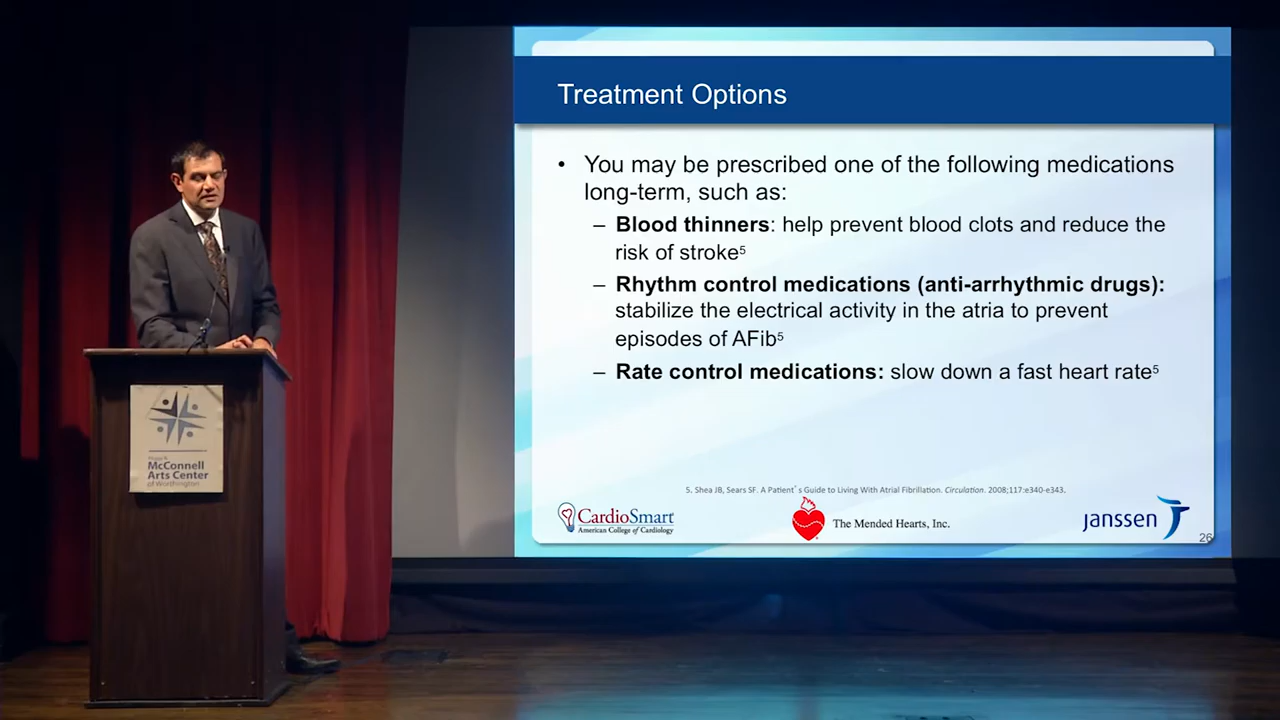 Treatment Options
• You may be prescribed one of the following medications
long-term, such as:
– Blood thinners: help prevent blood clots and reduce the
risk of stroke5
– Rhythm control medications (anti-arrhythmic drugs):
stabilize the electrical activity in the atria to prevent
episodes of AFib5
– Rate control medications: slow down a fast heart rate5
5. Shea JB, Sears SF. A Patient's Guide to Living With Atrial Fibrillation. Circulation. 2008;117:e340-e343.
CardioSmart
American College of Cardiology
The Mended Hearts, Inc.
janssen
26
McConnell
Arts Center
of Worthington